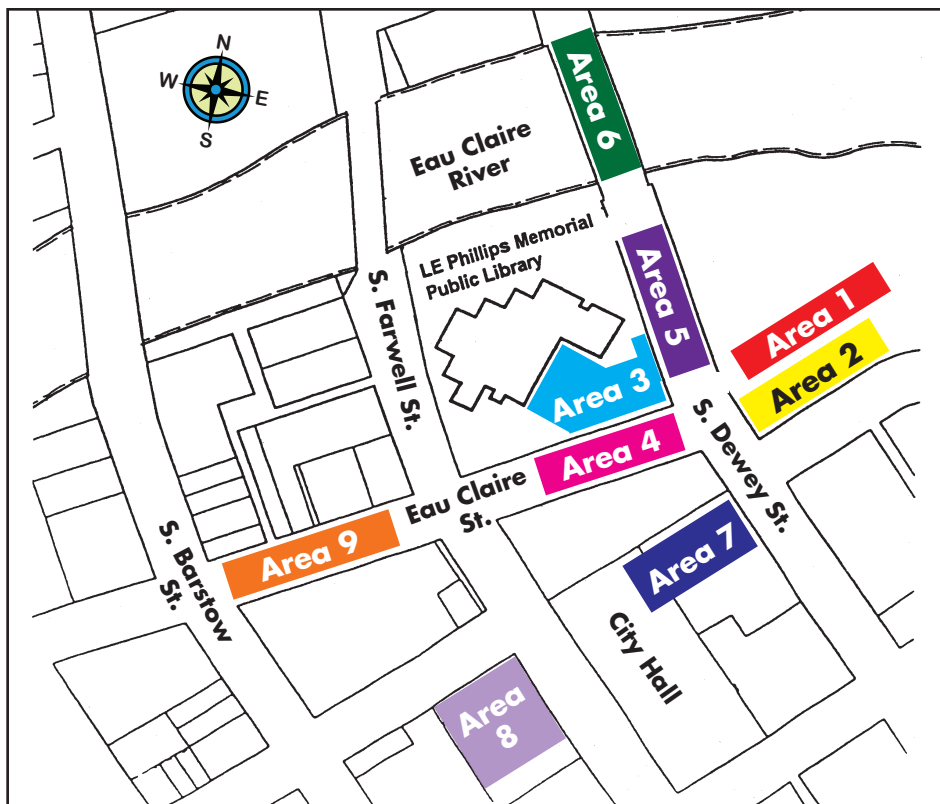 N
W
E
S
Area 6
Eau Claire
River
LE Phillips Memorial
Public Library
Area 5
Area 1
Area 2
S. Farwell St.
Area 3
S. Dewey St.
Area 4
Eau Claire
St.
Area 9
S. Barstow
St.
Area 7
City Hall
Area
8